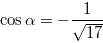 cos α = − 1/√17